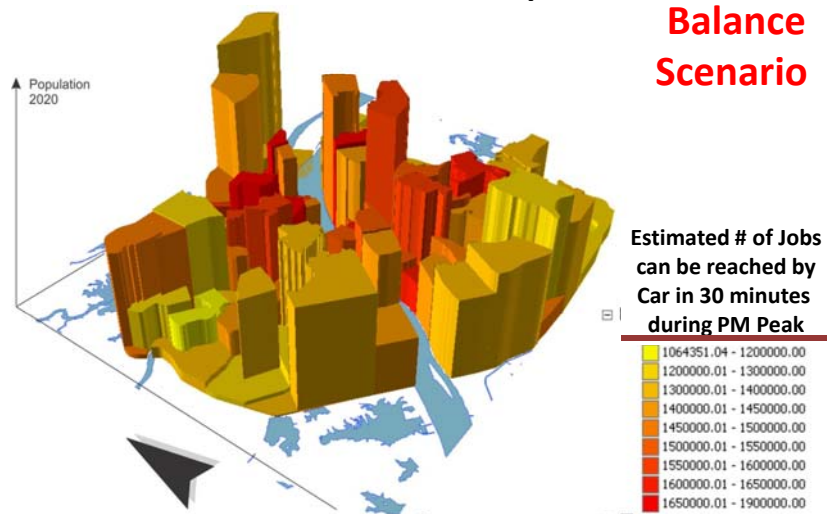 Balance
Scenario
Population
2020
Estimated # of Jobs
can be reached by
Car in 30 minutes
during PM Peak
1064351.04 - 1200000.00
1200000.01 - 1300000.00
1300000.01 - 1400000.00
1400000.01 - 1450000.00
1450000.01 - 1500000.00
1500000.01 - 1550000.00
1550000.01 - 1600000.00
1600000.01 - 1650000.00
1650000.01 - 1900000.00